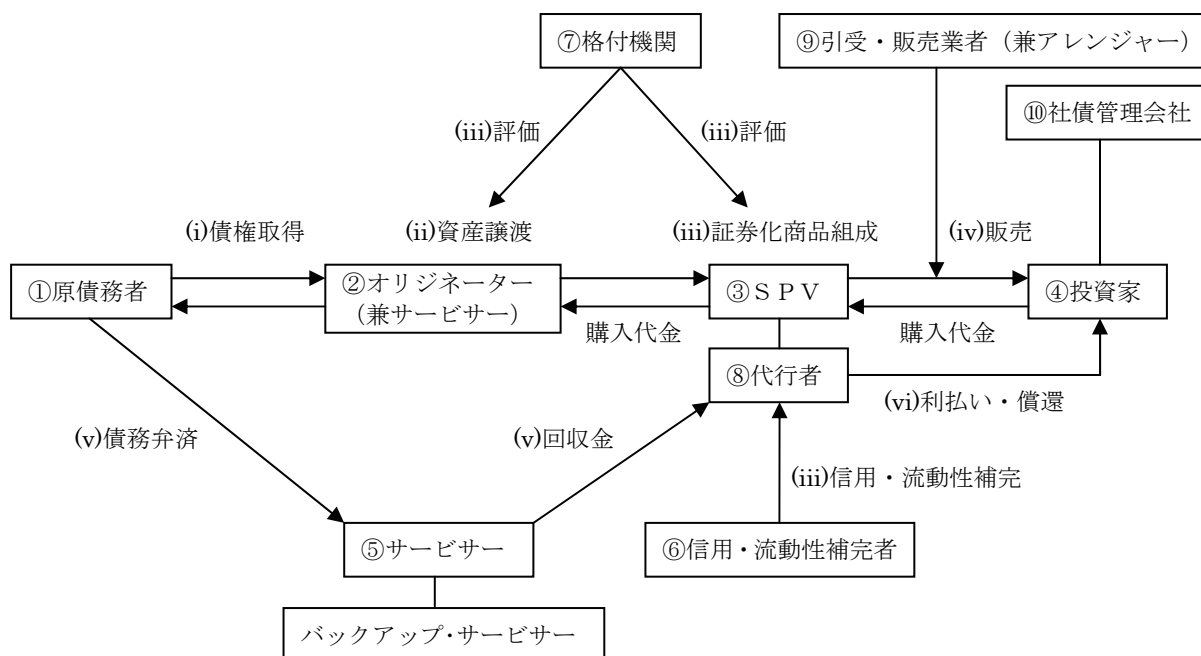 ⑦格付機関
⑨引受・販売業者（兼アレンジャー）
⑩社債管理会社
(iii)評価
(iii)評価
(i)債権取得
(ii)資産譲渡
(iii)証券化商品組成
(iv)販売
①原債務者
②オリジネーター
（兼サービサー）
③ＳＰＶ
④投資家
購入代金
購入代金
⑧代行者
(vi)利払い・償還
(v)債務弁済
(v)回収金
(iii)信用・流動性補完
⑤サービサー
⑥信用・流動性補完者
バックアップ・サービサー